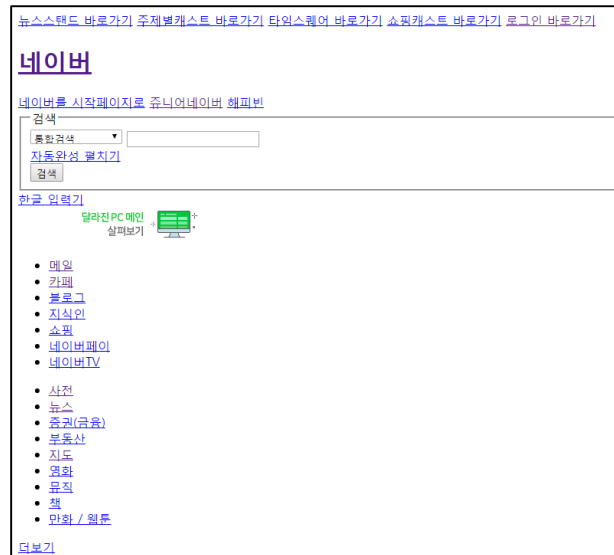 뉴스스탠드 바로가기 주제별캐스트 바로가기 타임스퀘어 바로가기 쇼핑캐스트 바로가기 로그인 바로가기
네이버
네이버를 시작페이지로 쥬니어네이버 해피빈
검색
통합검색
자동완성 펼치기
검색
한글 입력기
달라진 PC 메인
살펴보기
메일
카페
블로그
지식인
쇼핑
네이버페이
네이버TV
사전
뉴스
증권(금융)
부동산
지도
영화
뮤직
책
만화 / 웹툰
더보기